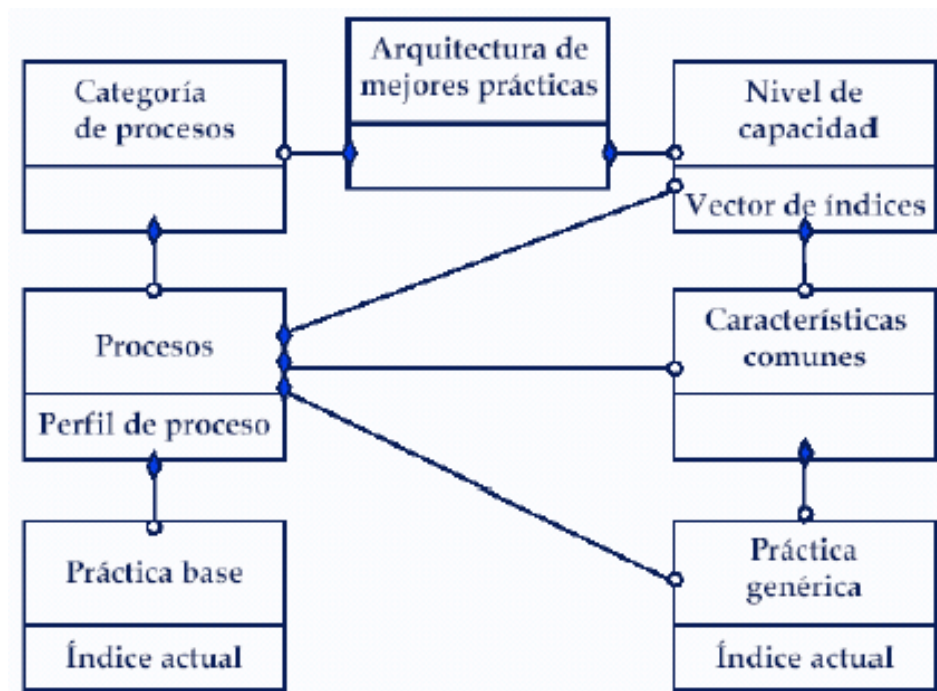 Arquitectura de
mejores prácticas
Categoría
de procesos
Nivel de
capacidad
Vector de índices
Procesos
Perfil de proceso
Características
comunes
Práctica base
Índice actual
Práctica
genérica
Índice actual